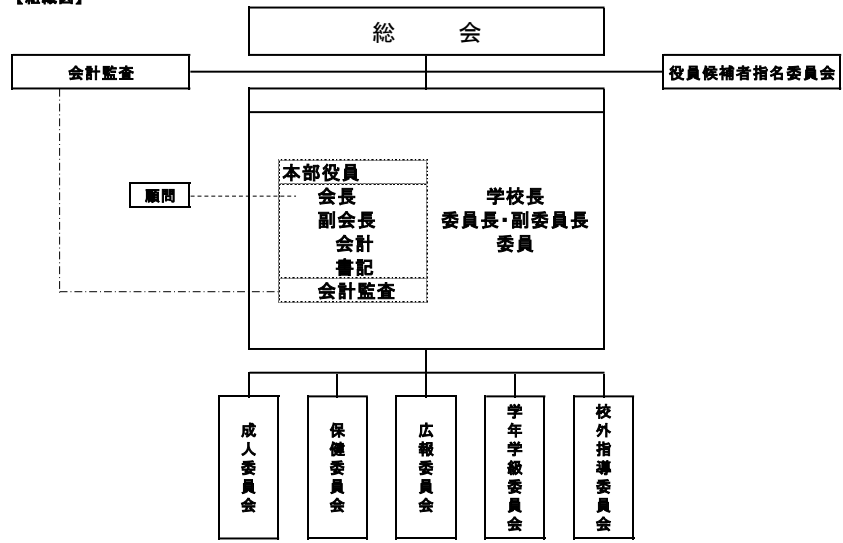 【組織図】
総　会
会計監査
役員候補者指名委員会
本部役員
会長
副会長
会計
書記
会計監査
顧問
学校長
委員長・副委員長
委員
成人委員会
保健委員会
広報委員会
学年学級委員会
校外指導委員会